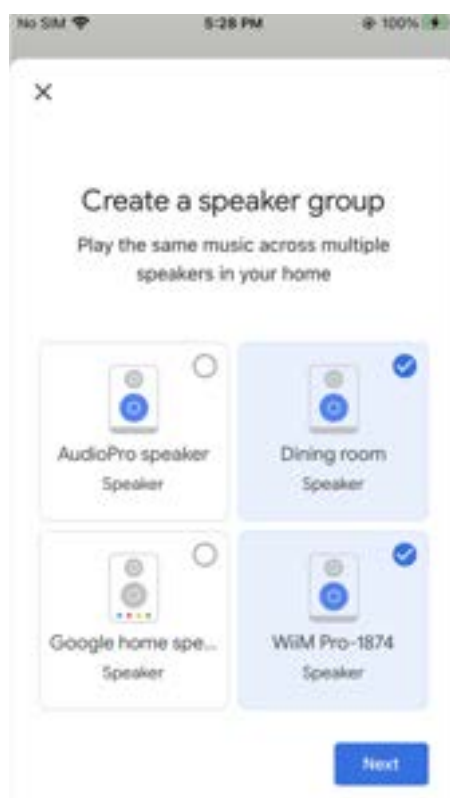 No SIM 5:28 PM 100%
Create a speaker group
Play the same music across multiple
speakers in your home
AudioPro speaker
Speaker
Dining room
Speaker
Google home spe...
Speaker
WiiM Pro-1874
Speaker
Next